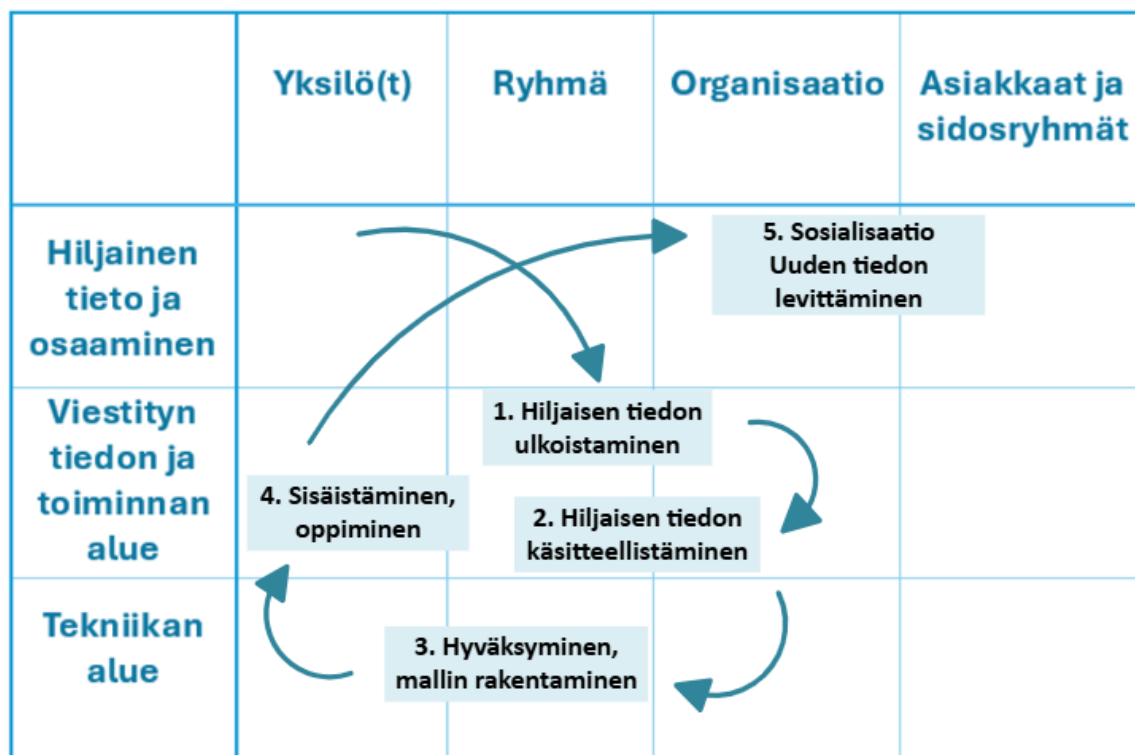 Yksilö(t)
Ryhmä
Organisaatio
Asiakkaat ja
sidosryhmät
Hiljainen
tieto ja
osaaminen
5. Sosialisaatio
Uuden tiedon
levittäminen
Viestityn
tiedon ja
toiminnan
alue
1. Hiljaisen tiedon
ulkoistaminen
4. Sisäistäminen,
oppiminen
2. Hiljaisen tiedon
käsitteellistäminen
Tekniikan
alue
3. Hyväksyminen,
mallin rakentaminen